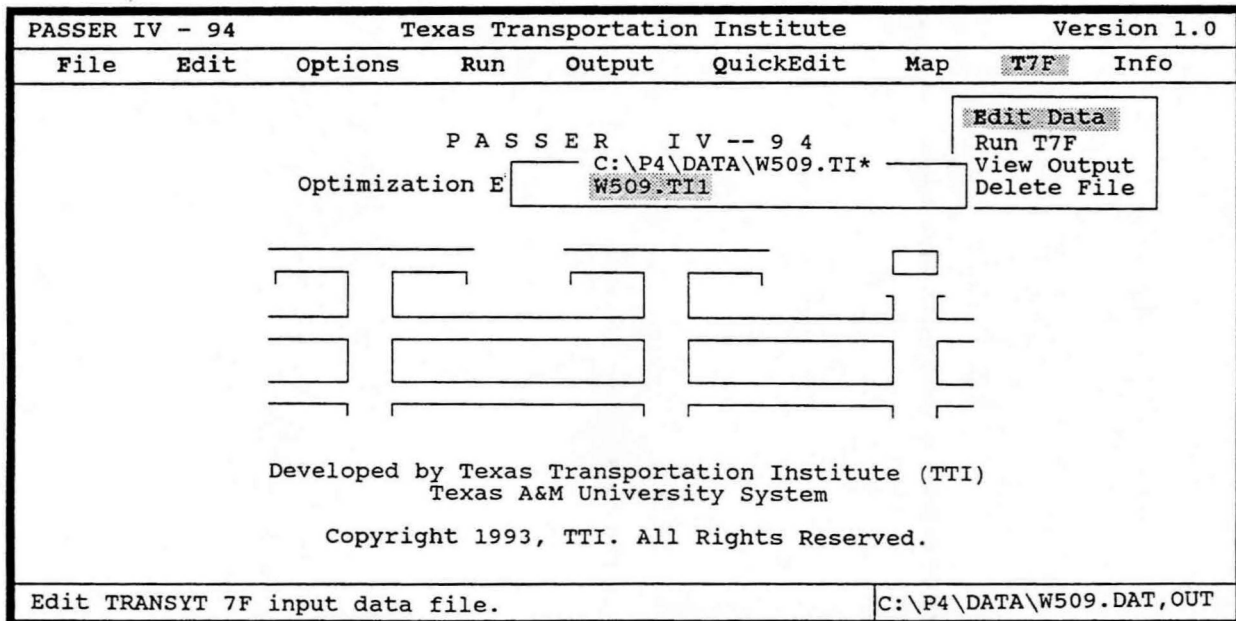 PASSER IV - 94 Texas Transportation Institute Version 1.0
File Edit Options Run Output QuickEdit Map T7F Info
Edit Data
P A S S E R I V -- 9 4 Run T7F
C:\P4\DATA\W509.TI* View Output
Optimization E W509.TI1 Delete File
Developed by Texas Transportation Institute (TTI)
Texas A&M University System
Copyright 1993, TTI. All Rights Reserved.
Edit TRANSYT 7F input data file. C:\P4\DATA\W509.DAT,OUT